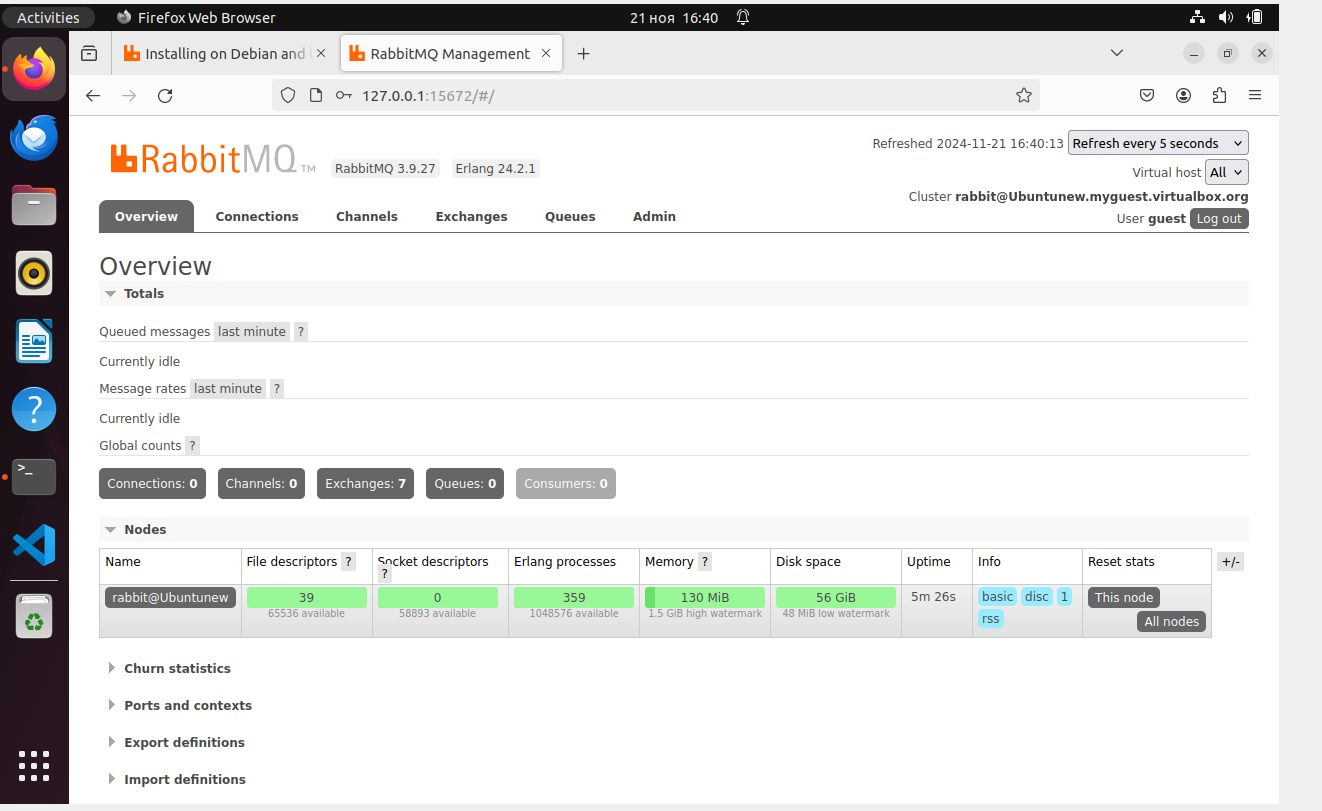 Activities Firefox Web Browser 21 ноя 16:40
Installing on Debian and U × RabbitMQ Management × +
127.0.0.1:15672/#/
RabbitMQ TM RabbitMQ 3.9.27 Erlang 24.2.1
Refreshed 2024-11-21 16:40:13 Refresh every 5 seconds
Virtual host All
Cluster rabbit@Ubuntunew.myguest.virtualbox.org
User guest Log out
Overview Connections Channels Exchanges Queues Admin
Overview
Totals
Queued messages last minute ?
Currently idle
Message rates last minute ?
Currently idle
Global counts ?
Connections: 0 Channels: 0 Exchanges: 7 Queues: 0 Consumers: 0
Nodes
Name File descriptors ? Socket descriptors ? Erlang processes Memory ? Disk space Uptime Info Reset stats +/-
rabbit@Ubuntunew 39 0 359 130 MiB 56 GiB 5m 26s basic disc 1 This node
65536 available 58893 available 1048576 available 1.5 GiB high watermark 48 MiB low watermark rss All nodes
Churn statistics
Ports and contexts
Export definitions
Import definitions